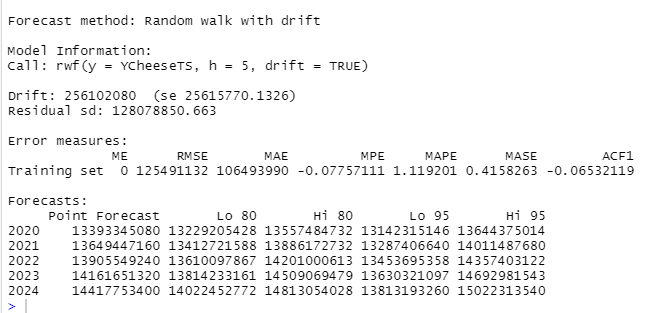 Forecast method: Random walk with drift
Model Information:
Call: rwf(y = YCheeseTS, h = 5, drift = TRUE)
Drift: 256102080  (se 25615770.1326)
Residual sd: 128078850.663
Error measures:
ME RMSE MAE MPE MAPE MASE ACF1
Training set 0 125491132 106493990 -0.07757111 1.119201 0.4158263 -0.06532119
Forecasts:
Point Forecast Lo 80 Hi 80 Lo 95 Hi 95
2020 13393345080 13229205428 13557484732 13142315146 13644375014
2021 13649447160 13412721588 13886172732 13287406640 14011487680
2022 13905549240 13610097867 14201000613 13453695358 14357403122
2023 14161651320 13814233161 14509069479 13630321097 14692981543
2024 14417753400 14022452772 14813054028 13813193260 15022313540
>